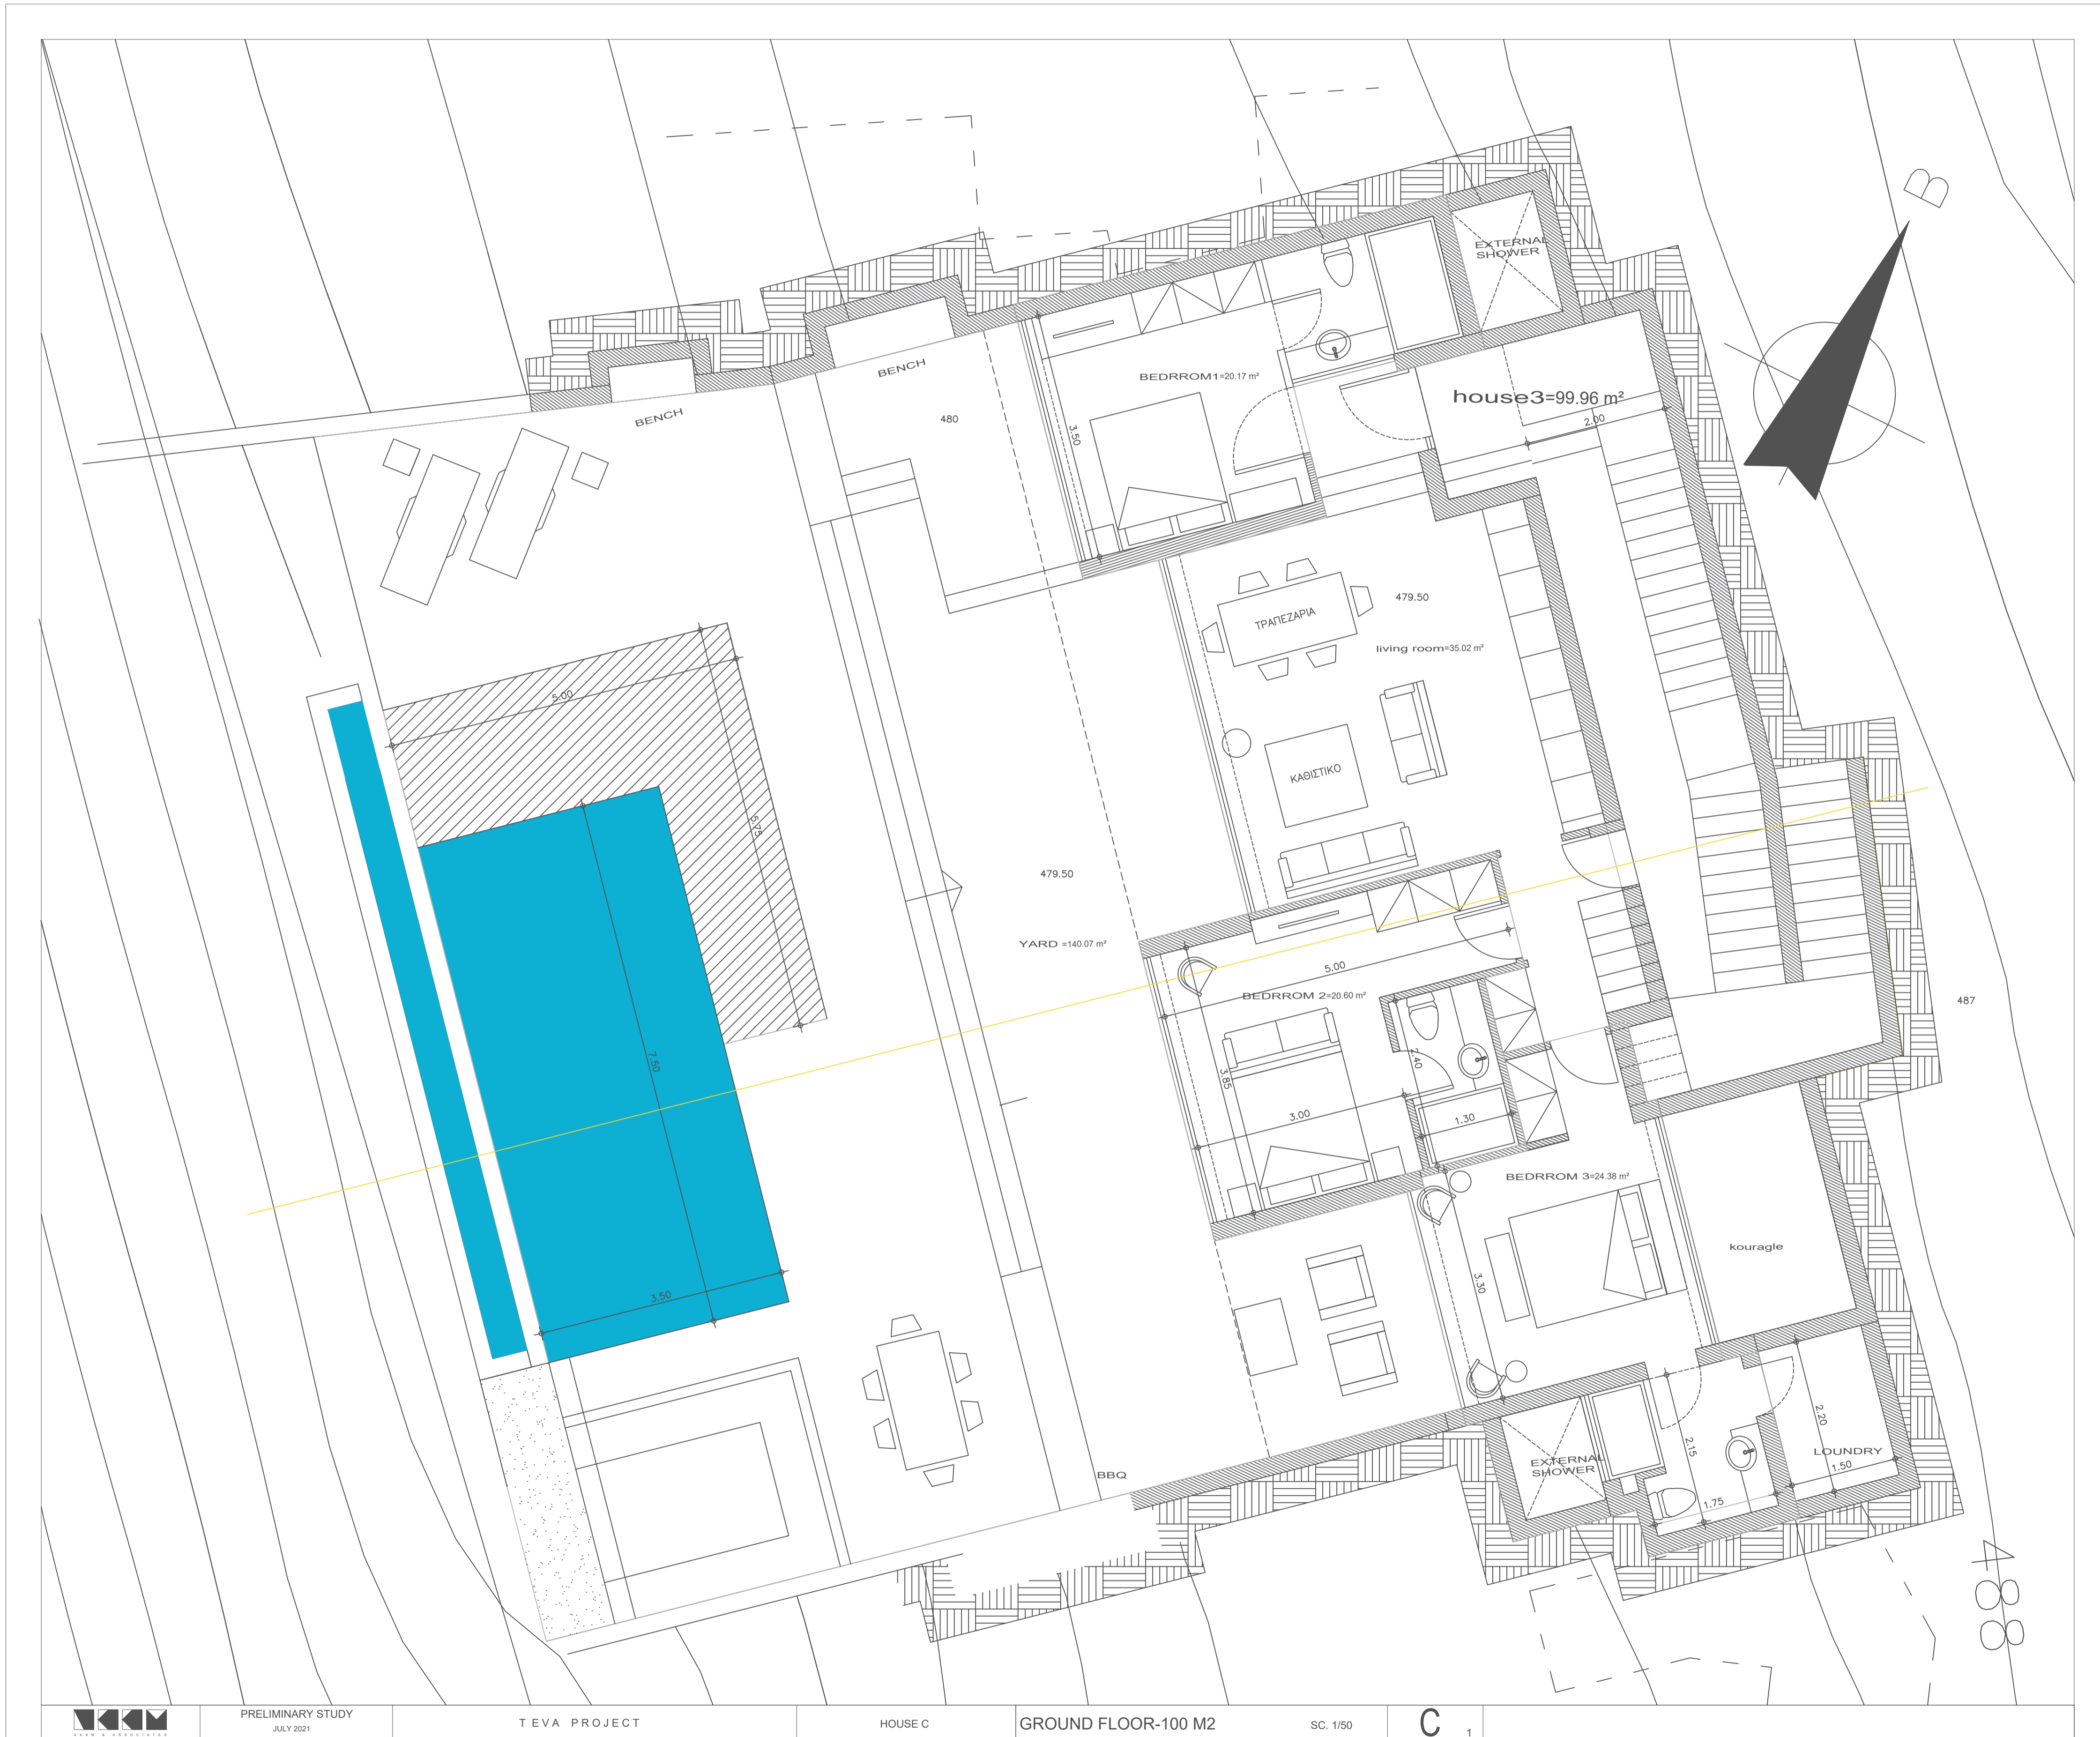 B
EXTERNAL
SHOWER
BEDRROM1=20.17 m²
house3=99.96 m²
2.00
BENCH
BENCH
480
3.50
479.50
ΤΡΑΠΕΖΑΡΙΑ
living room=35.02 m²
5.00
ΚΑΘΙΣΤΙΚΟ
5.75
479.50
YARD =140.07 m²
5.00
BEDRROM 2=20.60 m²
487
7.50
2.40
3.85
3.00
1.30
BEDRROM 3=24.38 m²
kouragle
3.50
3.30
2.20
2.15
LOUNDRY
1.50
EXTERNAL
SHOWER
BBQ
1.75
488
PRELIMINARY STUDY
JULY 2021
TEVA PROJECT
HOUSE C
GROUND FLOOR-100 M2
SC. 1/50
C 1